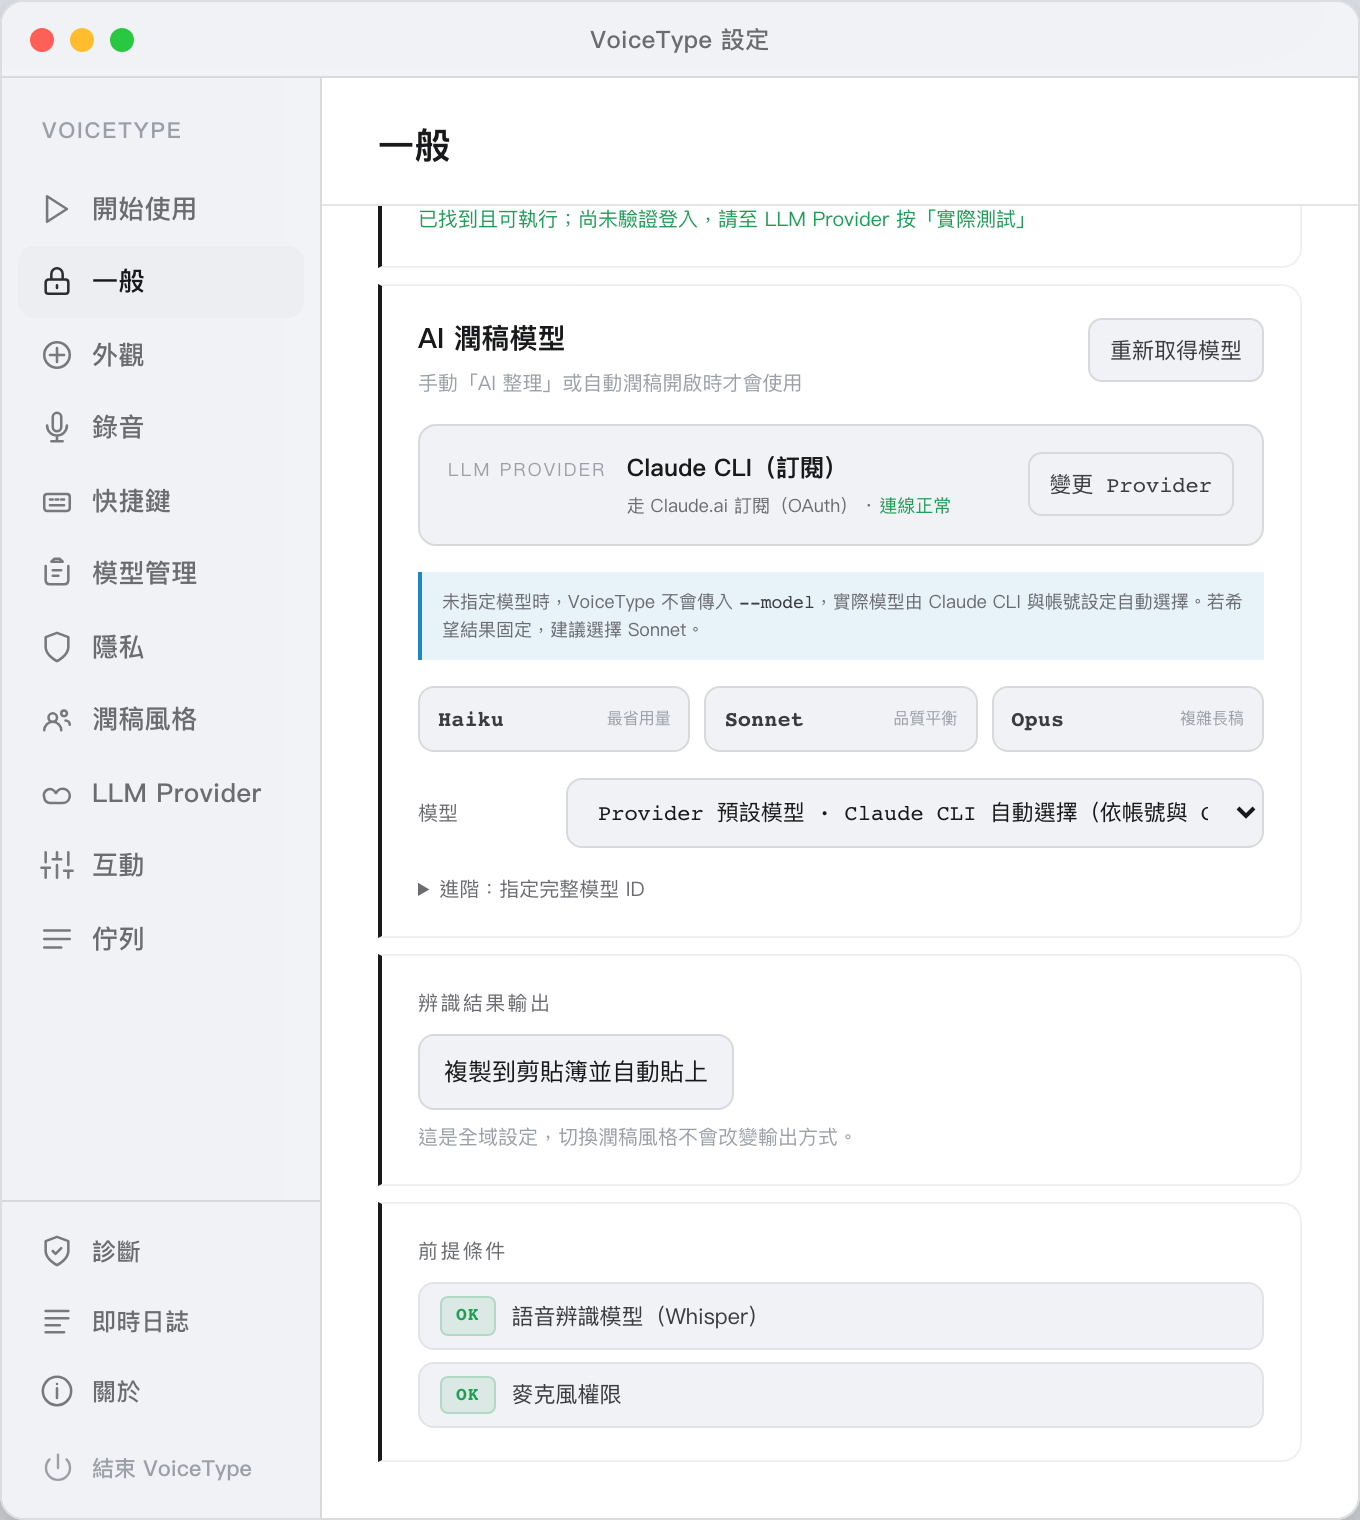 VoiceType 設定
VOICETYPE
開始使用
一般
外觀
錄音
快捷鍵
模型管理
隱私
潤稿風格
LLM Provider
互動
佇列
診斷
即時日誌
關於
結束 VoiceType
一般
已找到且可執行；尚未驗證登入，請至 LLM Provider 按「實際測試」
AI 潤稿模型
手動「AI 整理」或自動潤稿開啟時才會使用
重新取得模型
LLM PROVIDER
Claude CLI（訂閱）
走 Claude.ai 訂閱（OAuth） · 連線正常
變更 Provider
未指定模型時，VoiceType 不會傳入 --model，實際模型由 Claude CLI 與帳號設定自動選擇。若希
望結果固定，建議選擇 Sonnet。
Haiku 最省用量
Sonnet 品質平衡
Opus 複雜長稿
模型
Provider 預設模型 · Claude CLI 自動選擇（依帳號與
▶ 進階：指定完整模型 ID
辨識結果輸出
複製到剪貼簿並自動貼上
這是全域設定，切換潤稿風格不會改變輸出方式。
前提條件
OK 語音辨識模型（Whisper）
OK 麥克風權限